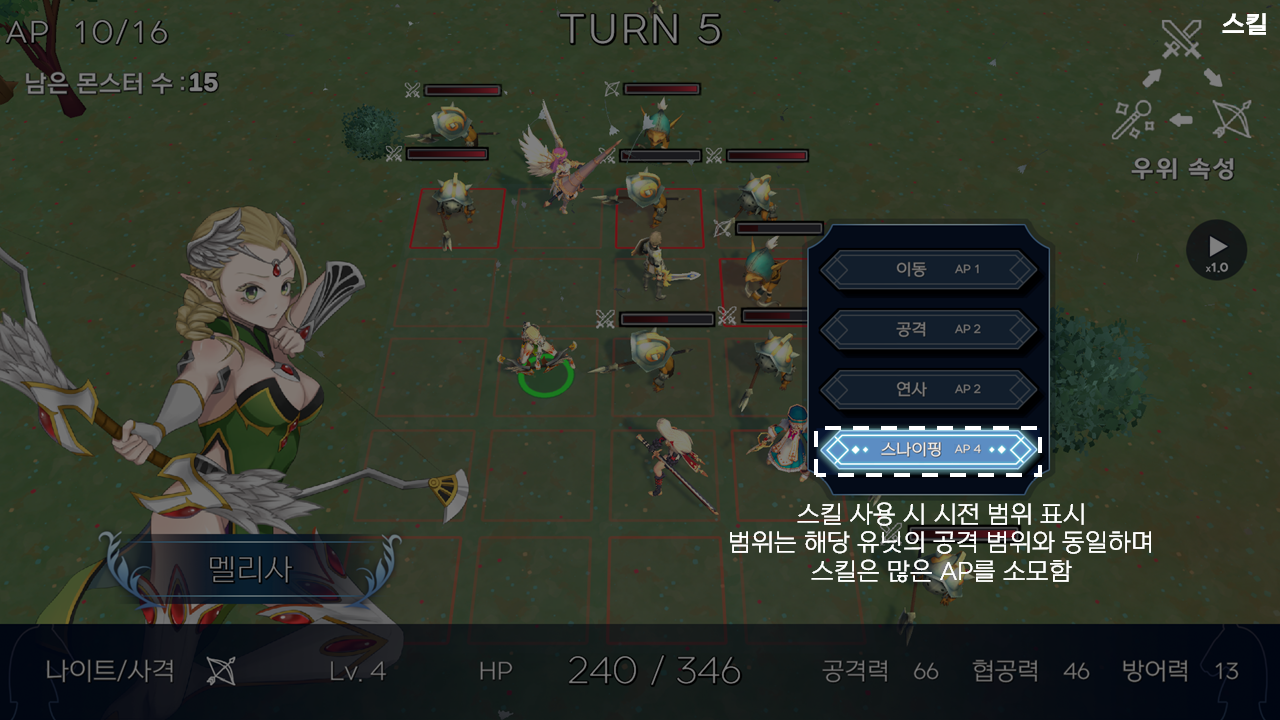 AP 10/16
TURN 5
스킬
남은 몬스터 수 :15
우위 속성
x1.0
이동 AP 1
공격 AP 2
연사 AP 2
스나이핑 AP 4
스킬 사용 시 시전 범위 표시
범위는 해당 유닛의 공격 범위와 동일하며
스킬은 많은 AP를 소모함
멜리사
나이트/사격 Lv. 4 HP 240 / 346 공격력 66 협공력 46 방어력 13